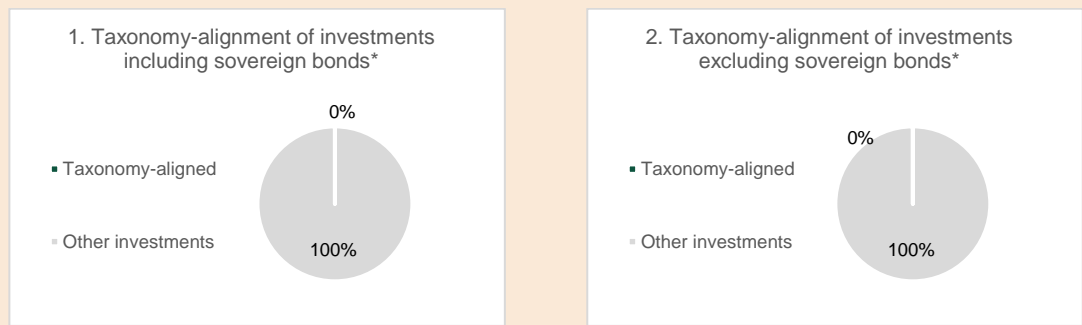 1. Taxonomy-alignment of investments
including sovereign bonds*
0%
Taxonomy-aligned
Other investments
100%
2. Taxonomy-alignment of investments
excluding sovereign bonds*
0%
Taxonomy-aligned
Other investments
100%